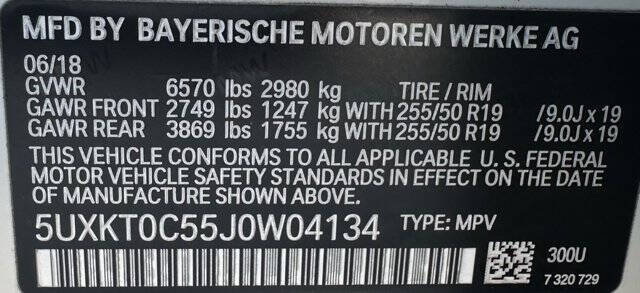 MFD BY BAYERISCHE MOTOREN WERKE AG
06/18
GVWR 6570 lbs 2980 kg TIRE / RIM
GAWR FRONT 2749 lbs 1247 kg WITH 255/50 R19 /9.0J x 19
GAWR REAR 3869 lbs 1755 kg WITH 255/50 R19 /9.0J x 19
THIS VEHICLE CONFORMS TO ALL APPLICABLE U.S. FEDERAL
MOTOR VEHICLE SAFETY STANDARDS IN EFFECT ON THE DATE
OF MANUFACTURE SHOWN ABOVE.
5UXKT0C55J0W04134 TYPE: MPV
300U
7 320 729